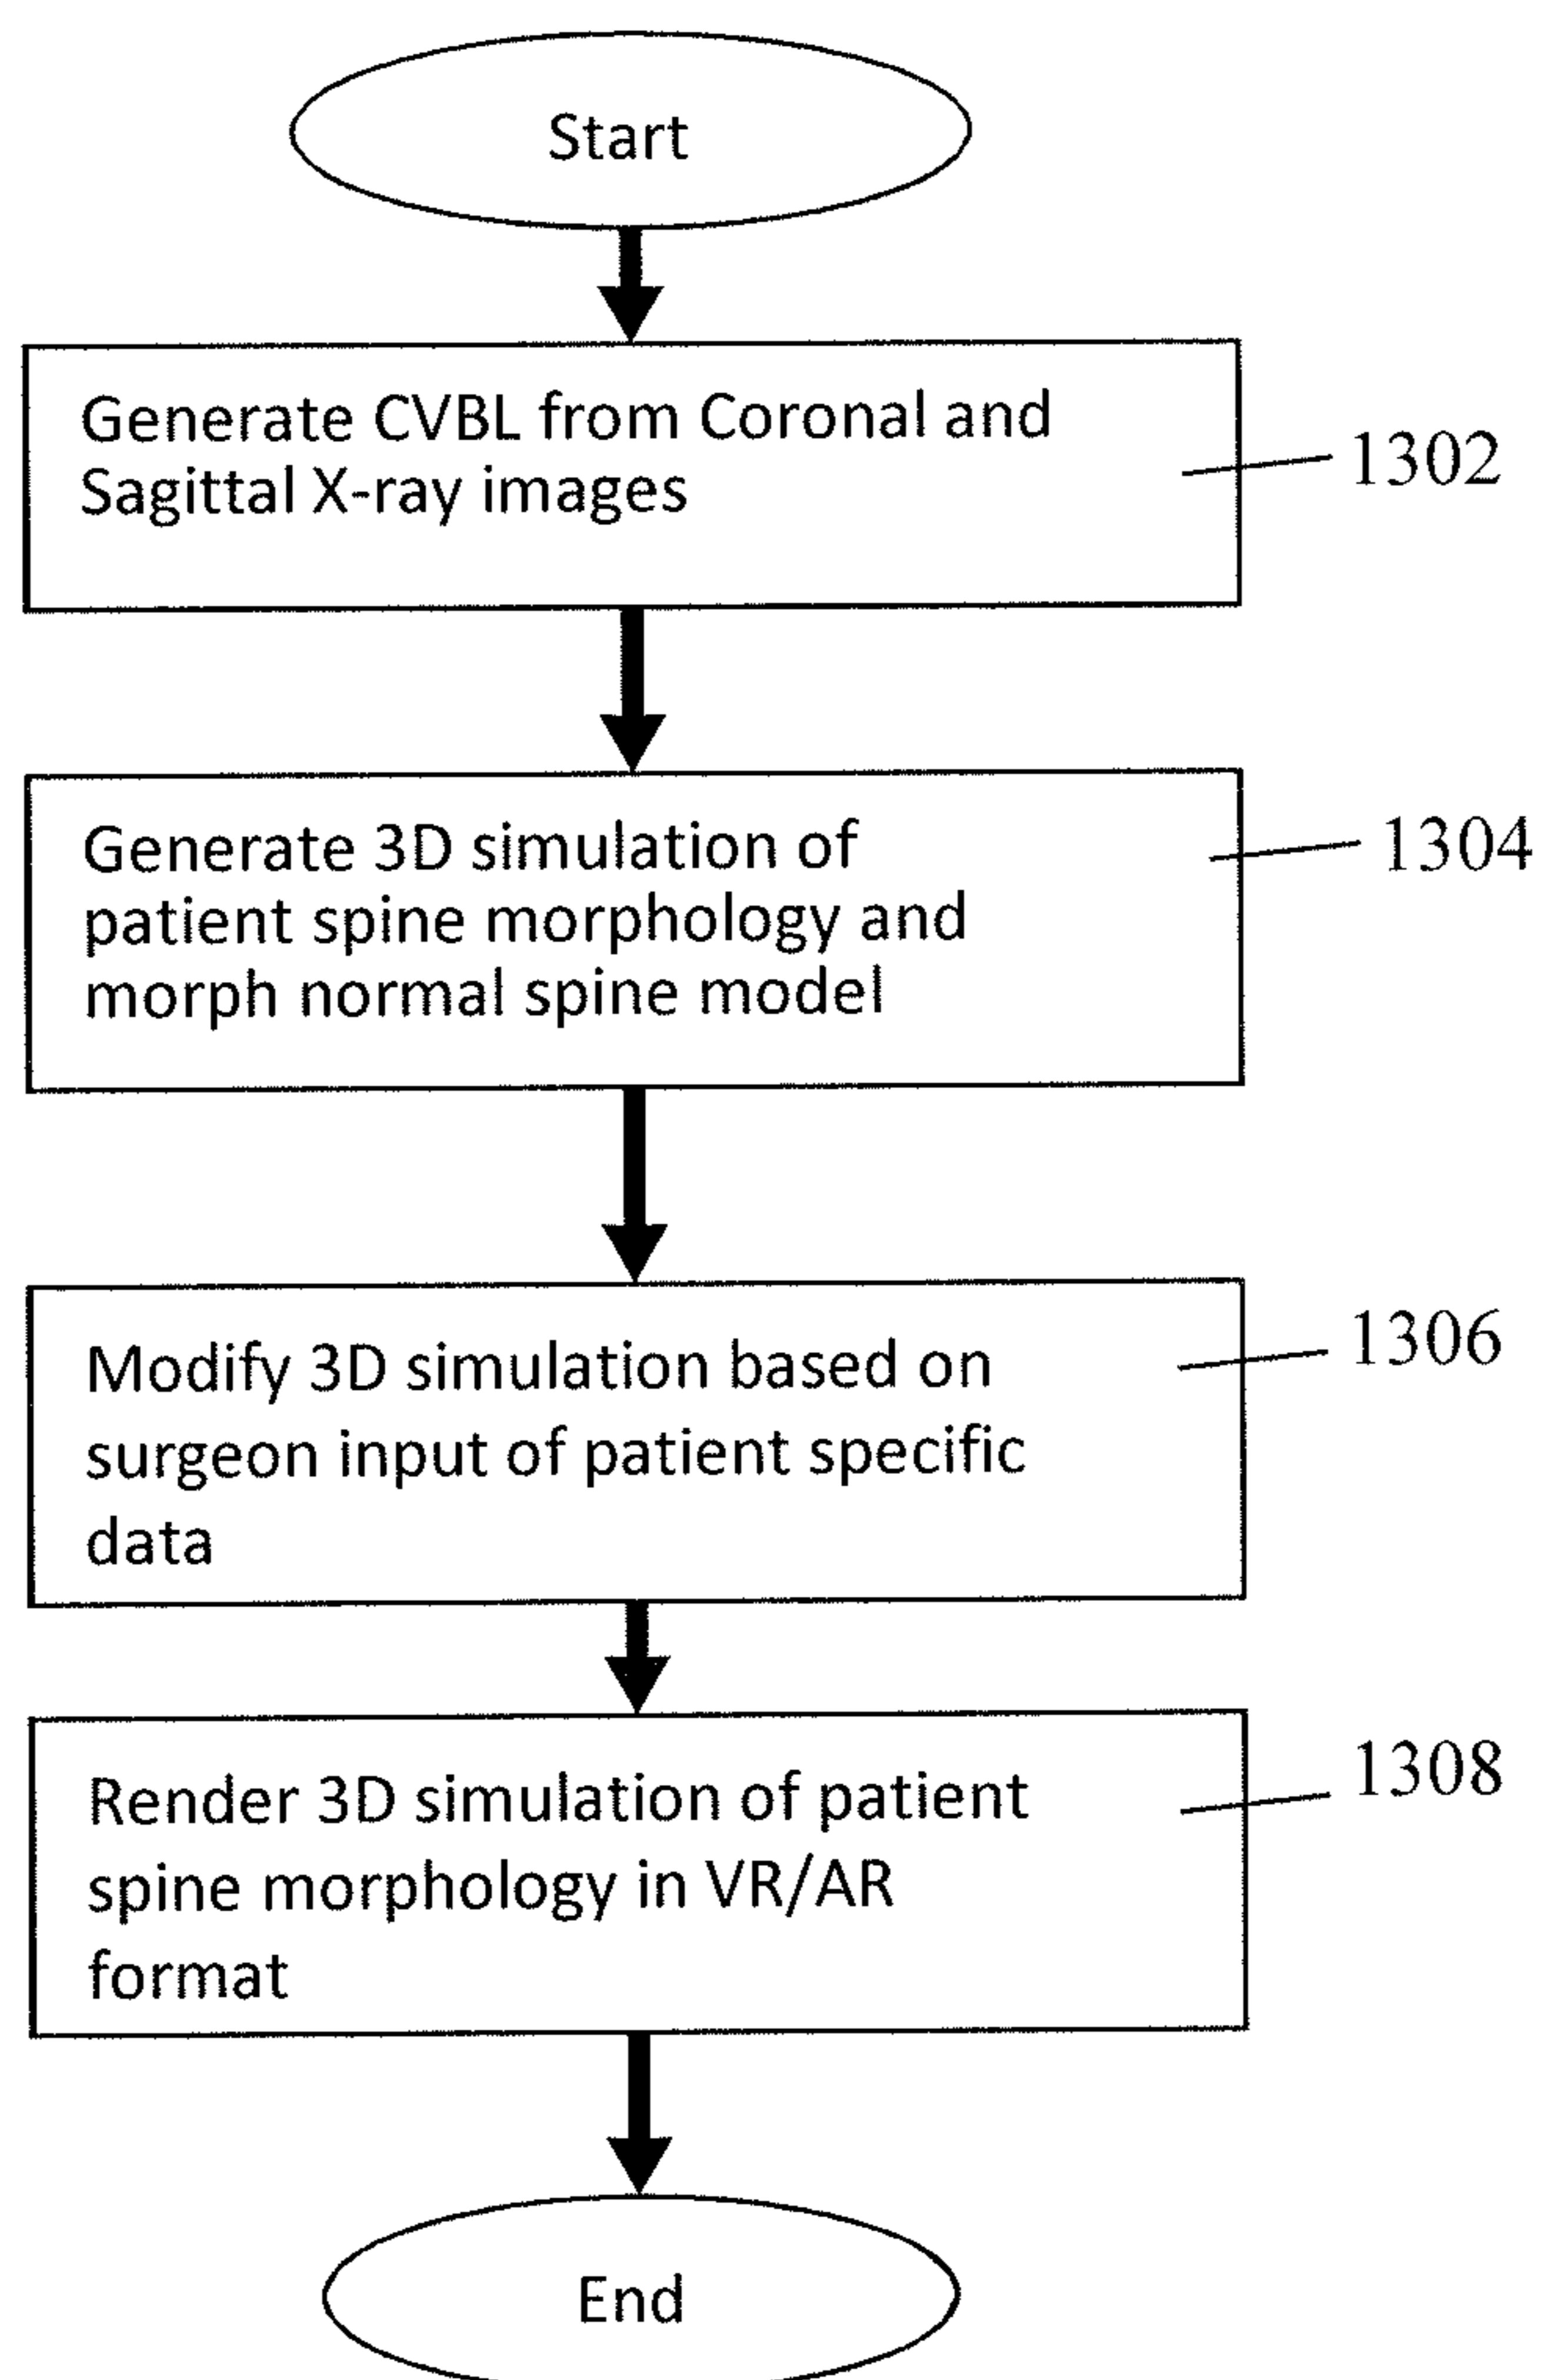 Start
Generate CVBL from Coronal and
Sagittal X-ray images
1302
Generate 3D simulation of
patient spine morphology and
morph normal spine model
1304
Modify 3D simulation based on
surgeon input of patient specific
data
1306
Render 3D simulation of patient
spine morphology in VR/AR
format
1308
End